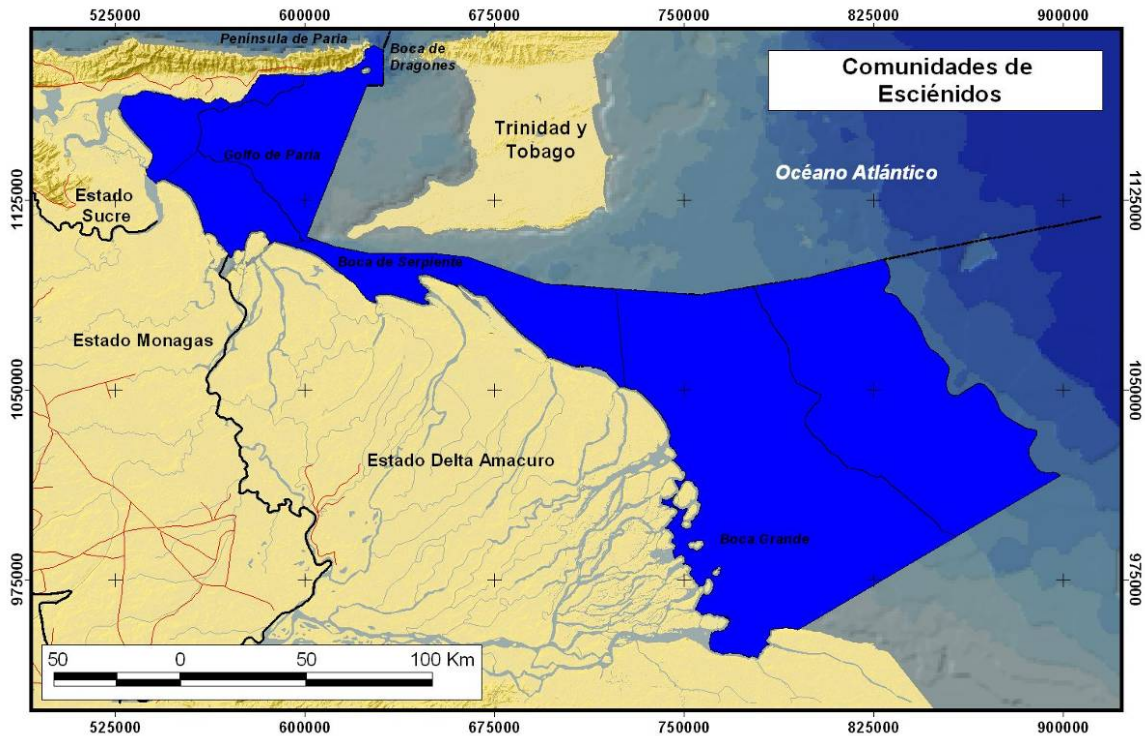 525000 600000 675000 750000 825000 900000
Península de Paria
Boca de
Dragones
Comunidades de
Esciénidos
Golfo de Paria
Trinidad y
Tobago
Océano Atlántico
Estado
Sucre
1125000
1125000
Boca de Serpiente
Estado Monagas
1050000
1050000
Estado Delta Amacuro
Boca Grande
975000
975000
50 0 50 100 Km
525000 600000 675000 750000 825000 900000